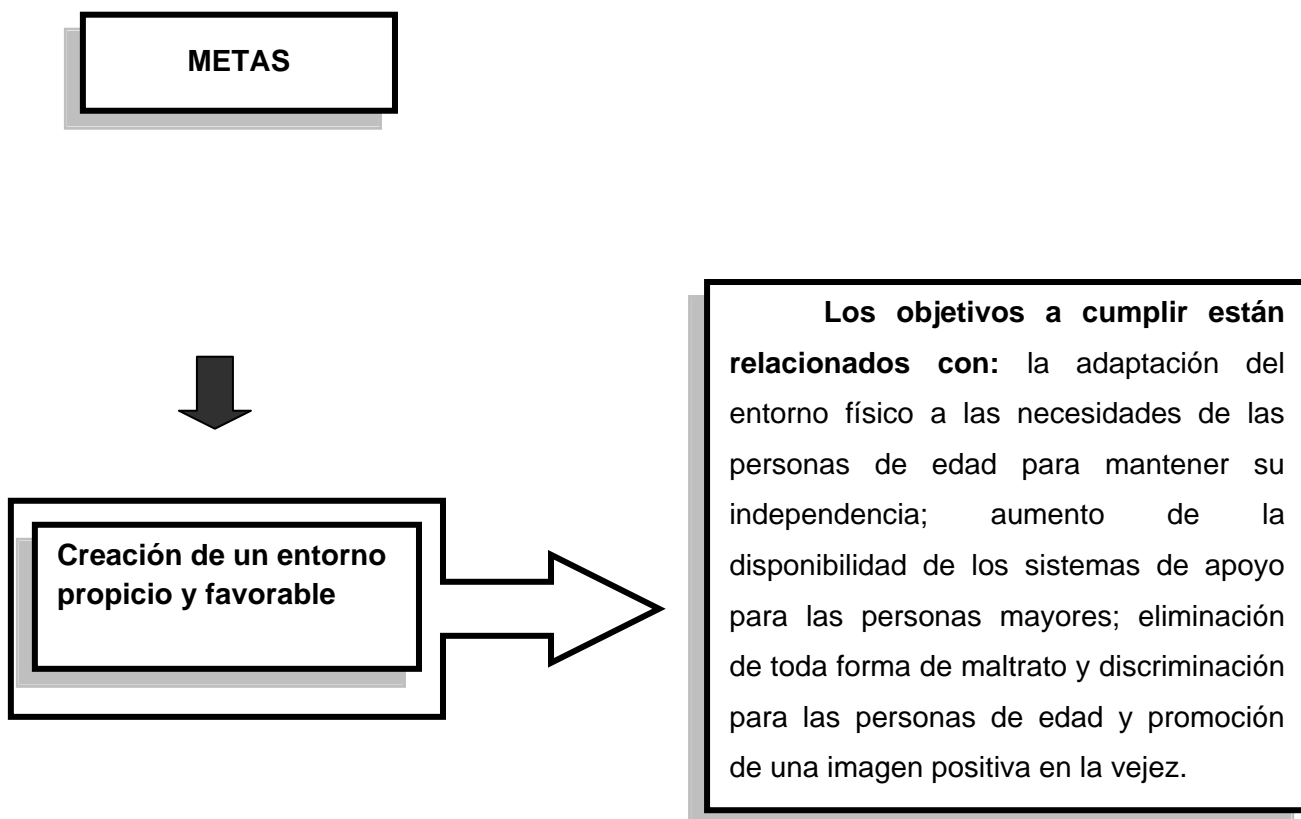 METAS
Creación de un entorno
propicio y favorable
Los objetivos a cumplir están
relacionados con: la adaptación del
entorno físico a las necesidades de las
personas de edad para mantener su
independencia; aumento de la
disponibilidad de los sistemas de apoyo
para las personas mayores; eliminación
de toda forma de maltrato y discriminación
para las personas de edad y promoción
de una imagen positiva en la vejez.